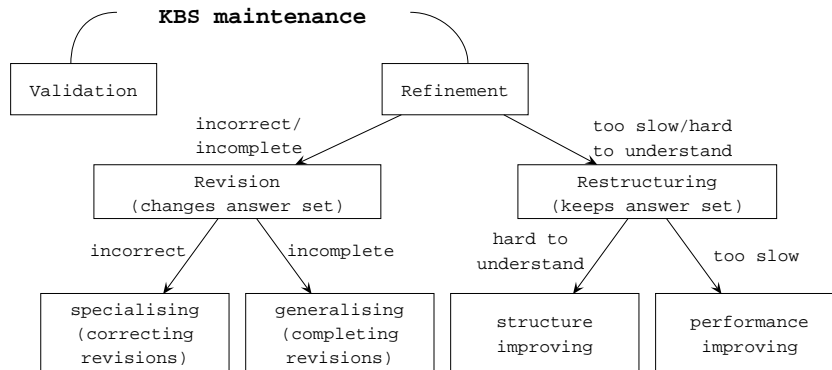 KBS maintenance
Validation
Refinement
incorrect/
incomplete
too slow/hard
to understand
Revision
(changes answer set)
Restructuring
(keeps answer set)
incorrect
incomplete
hard to
understand
too slow
specialising
(correcting
revisions)
generalising
(completing
revisions)
structure
improving
performance
improving